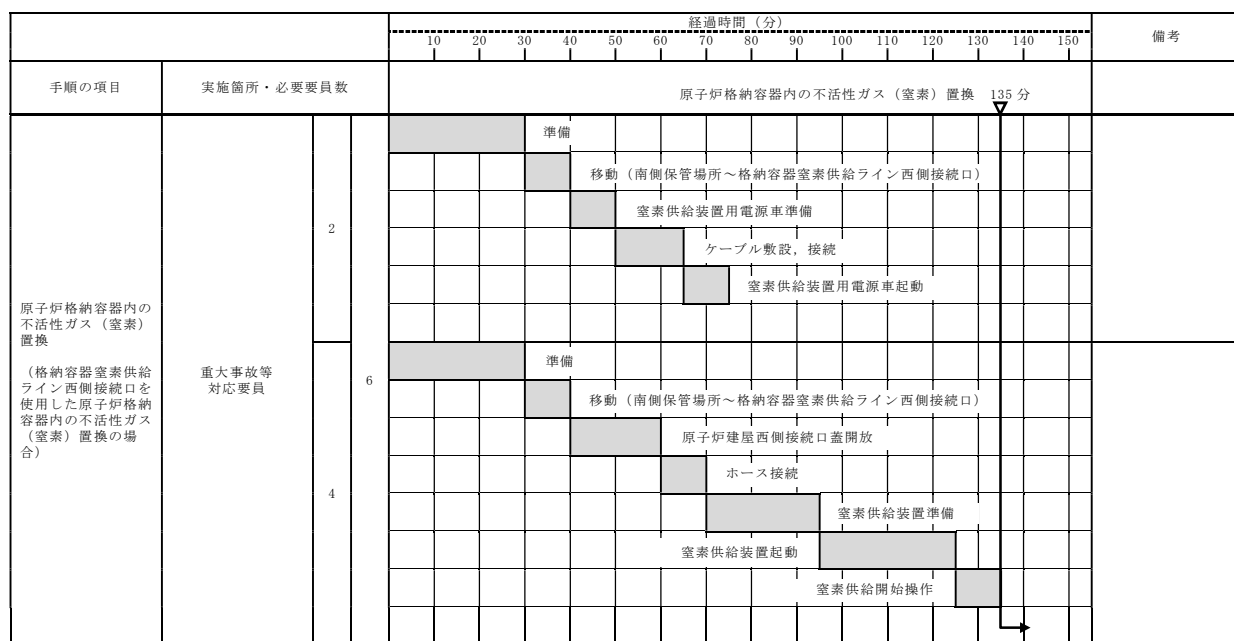 経過時間（分）
備考
10 20 30 40 50 60 70 80 90 100 110 120 130 140 150
手順の項目
実施箇所・必要要員数
原子炉格納容器内の不活性ガス（窒素）置換 135 分
原子炉格納容器内の
不活性ガス（窒素）
置換
（格納容器窒素供給
ライン西側接続口を
使用した原子炉格納
容器内の不活性ガス
（窒素）置換の場
合）
重大事故等
対応要員
2
6
準備
移動（南側保管場所～格納容器窒素供給ライン西側接続口）
窒素供給装置用電源車準備
ケーブル敷設，接続
窒素供給装置用電源車起動
4
準備
移動（南側保管場所～格納容器窒素供給ライン西側接続口）
原子炉建屋西側接続口蓋開放
ホース接続
窒素供給装置準備
窒素供給装置起動
窒素供給開始操作